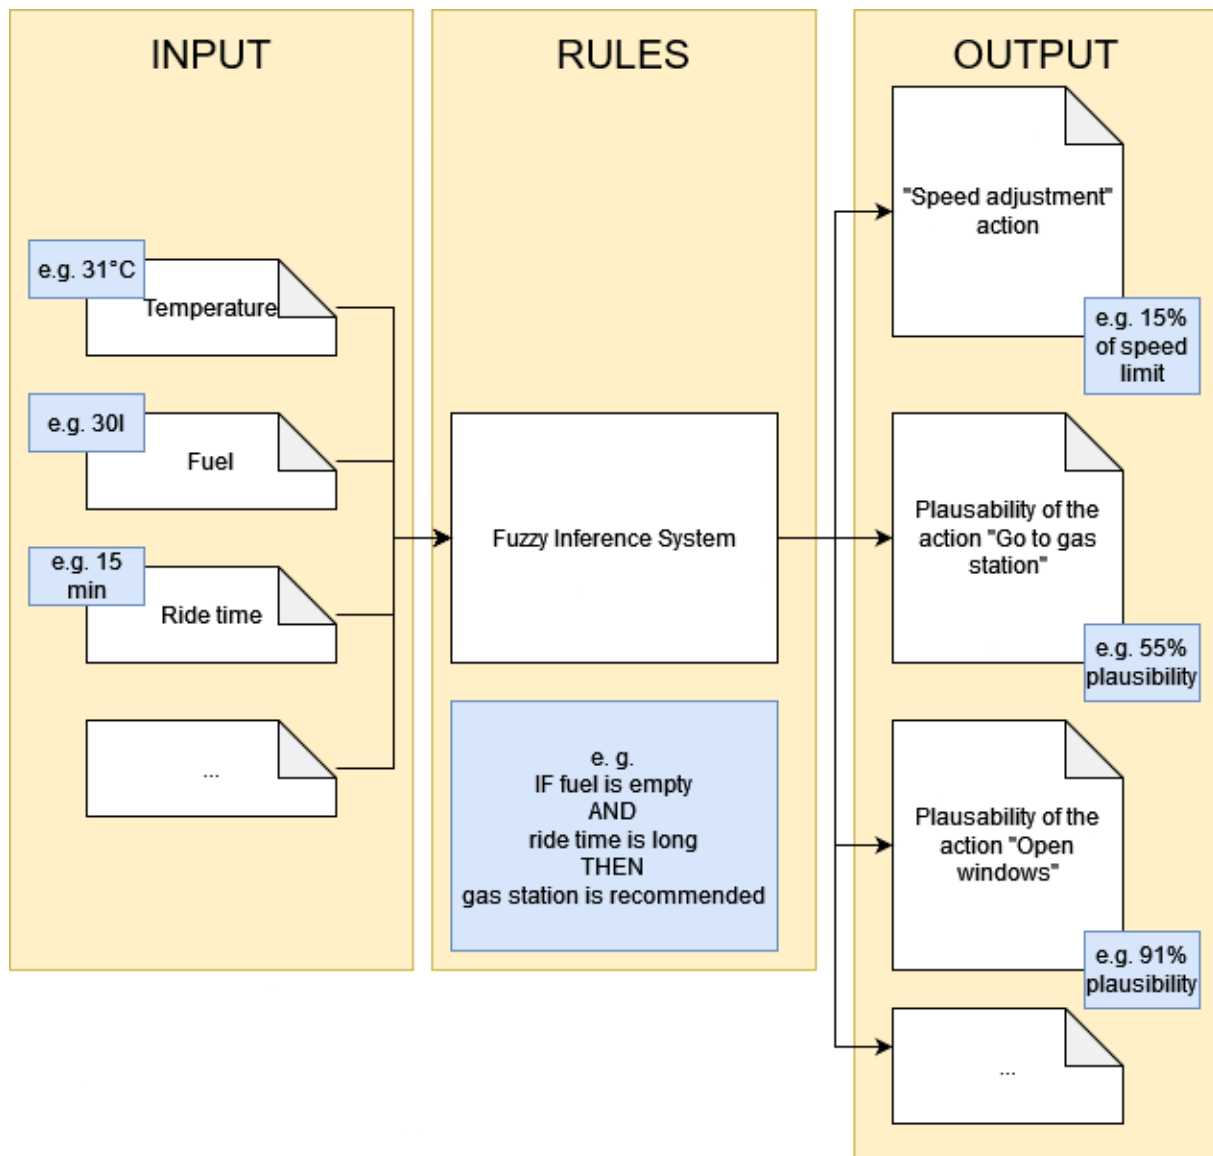 INPUT
e.g. 31°C
Temperature
e.g. 30l
Fuel
e.g. 15
min
Ride time
...
RULES
Fuzzy Inference System
e. g.
IF fuel is empty
AND
ride time is long
THEN
gas station is recommended
OUTPUT
"Speed adjustment"
action
e.g. 15%
of speed
limit
Plausability of the
action "Go to gas
station"
e.g. 55%
plausibility
Plausability of the
action "Open
windows"
e.g. 91%
plausibility
...